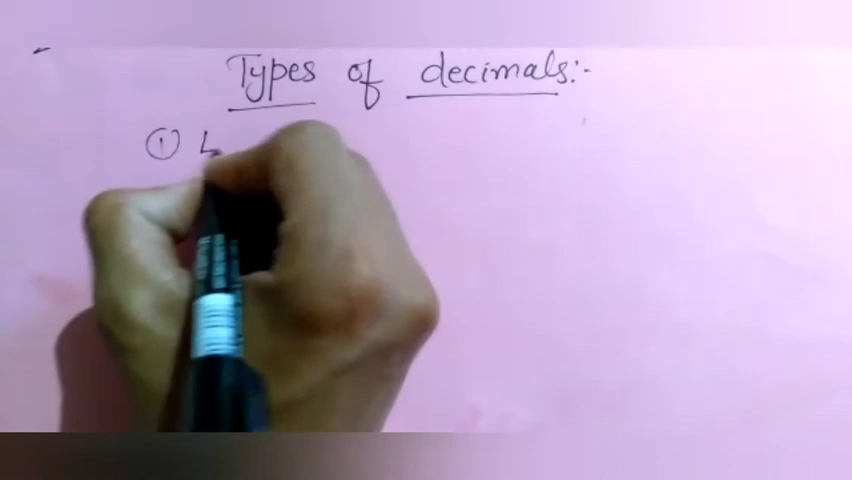 Types of decimals:-
① L